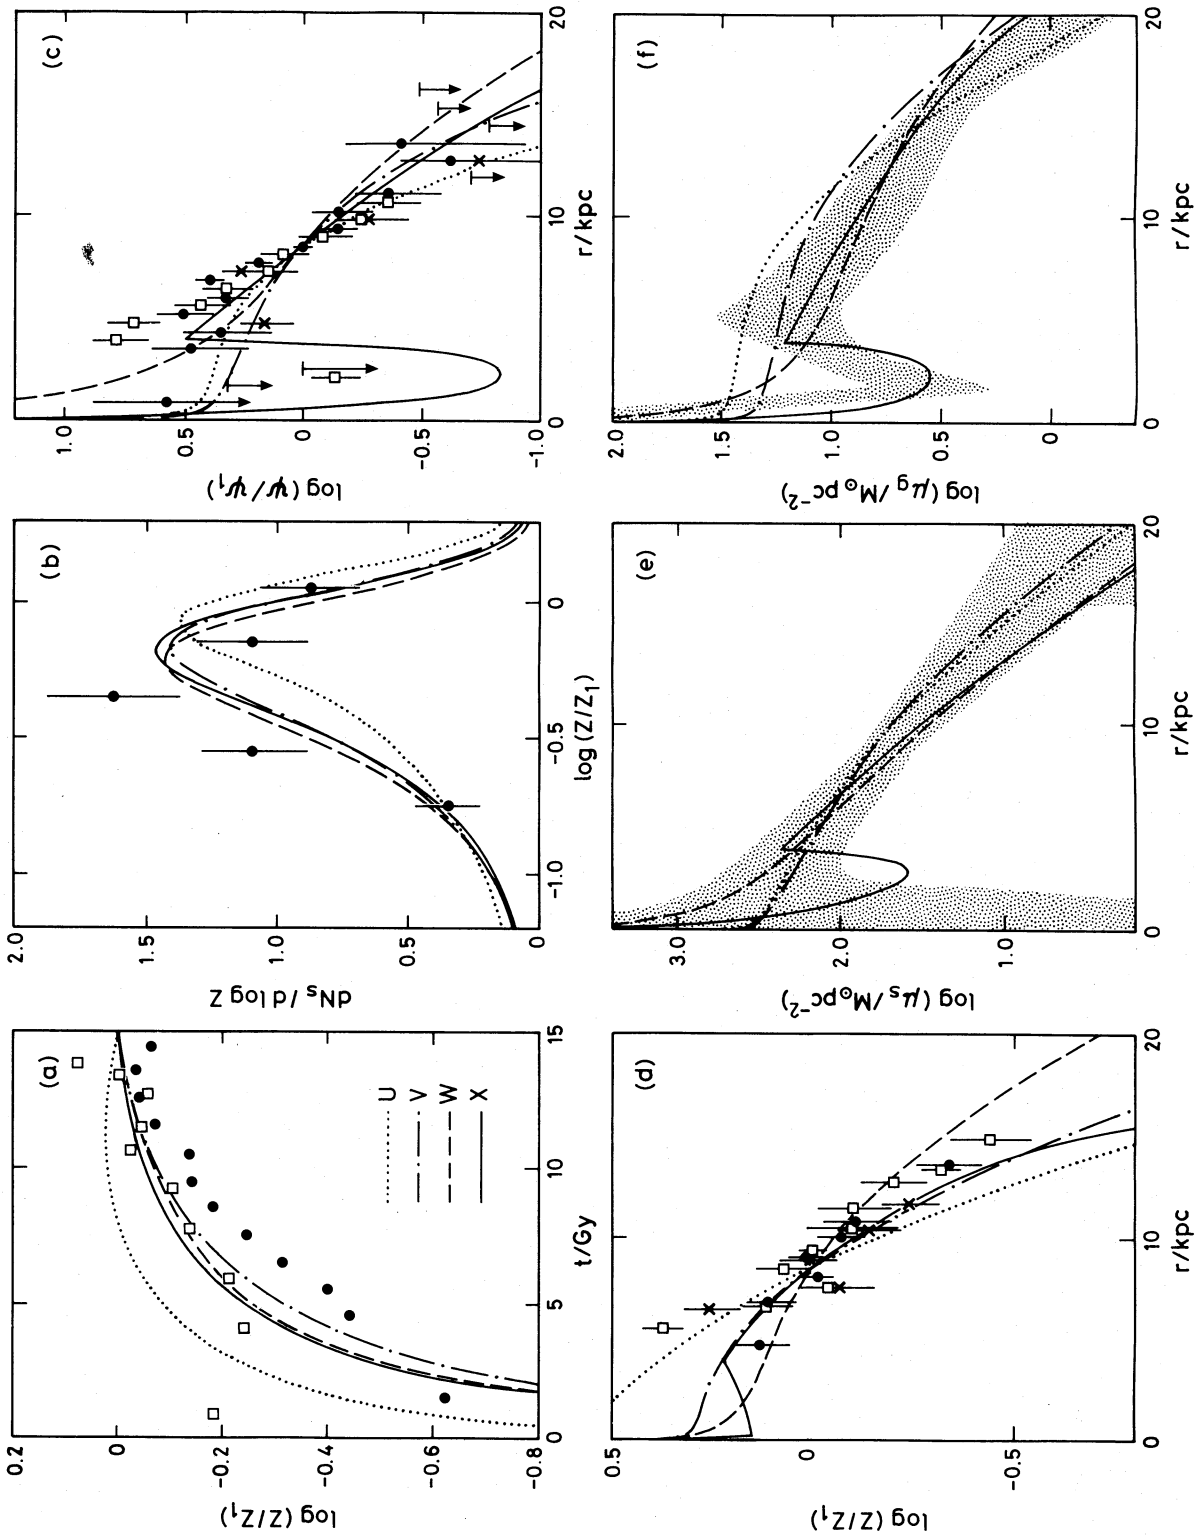 (a)
0.2
0
-0.2
-0.4
-0.6
-0.8
log (Z/Z₁)
0
5
10
15
t/Gy
U
V
W
X
(b)
2.0
1.5
1.0
0.5
0
dNₛ/d log Z
-1.0
-0.5
0
log (Z/Z₁)
(c)
1.0
0.5
0
-0.5
-1.0
log (ψ/ψ₁)
0
10
20
r/kpc
(d)
0.5
0
-0.5
log (Z/Z₁)
0
10
20
r/kpc
(e)
3.0
2.0
1.0
log (μₛ/M⊙pc⁻²)
0
10
20
r/kpc
(f)
2.0
1.5
1.0
0.5
0
log (μg/M⊙pc⁻²)
0
10
20
r/kpc